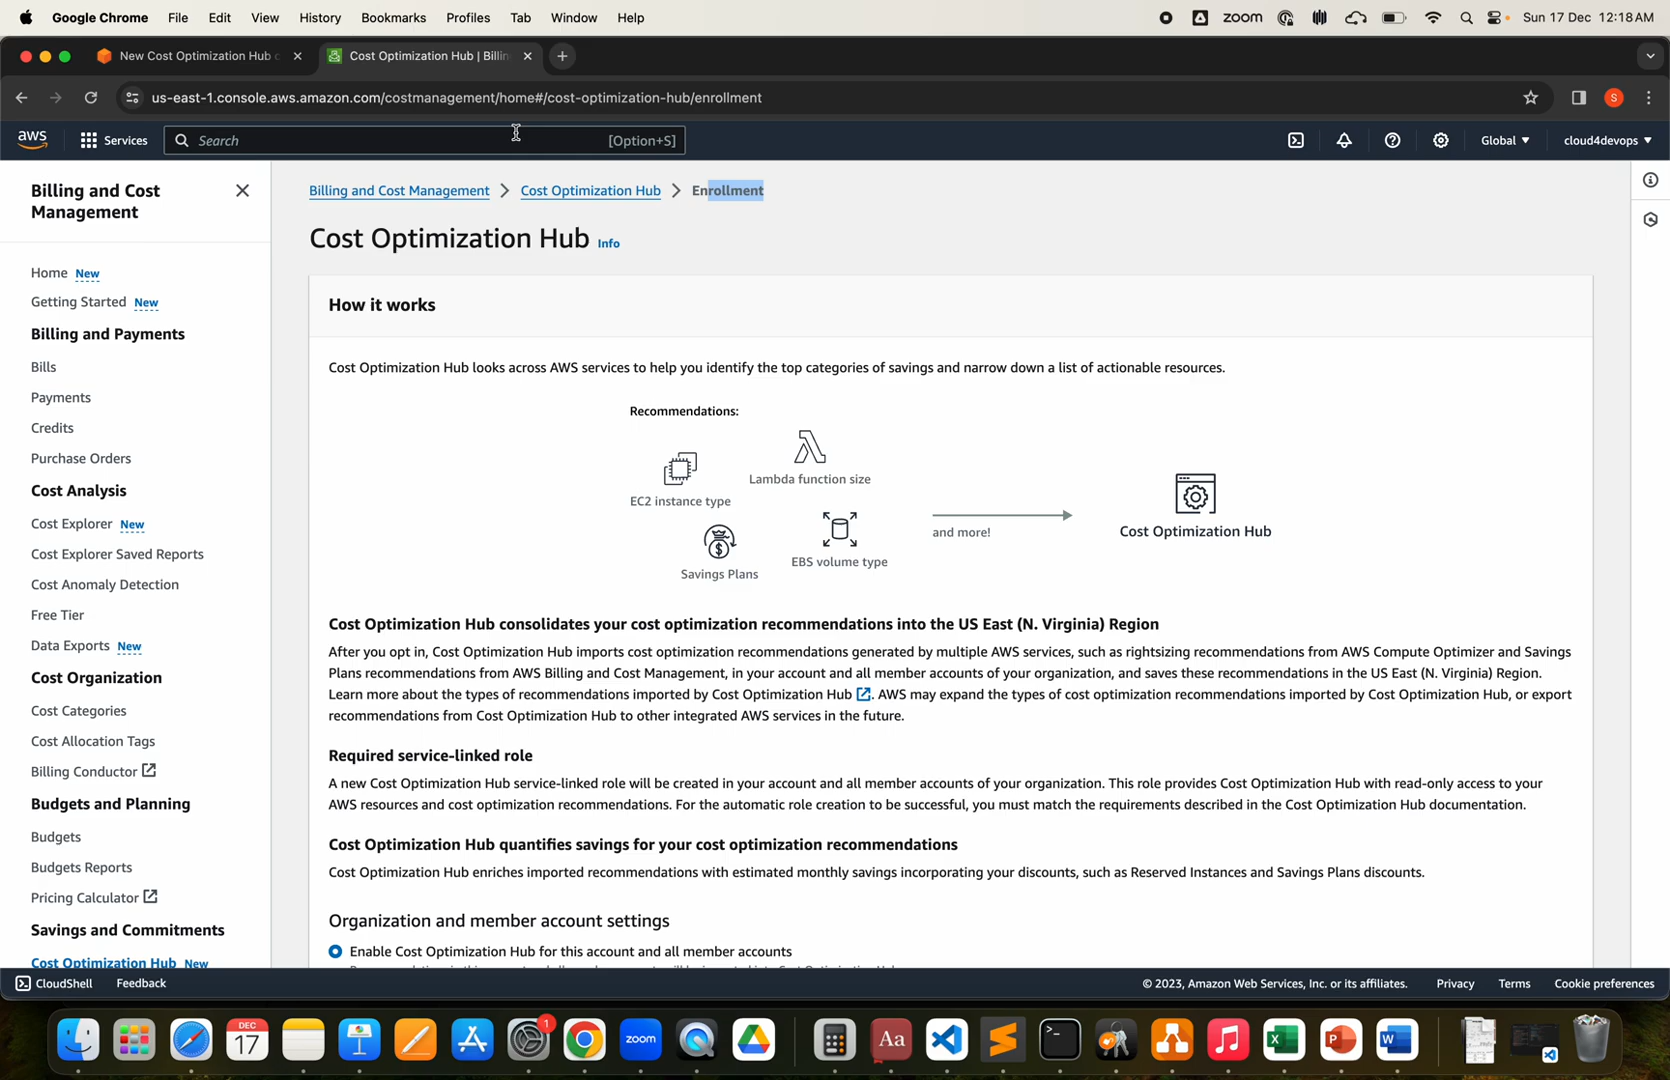 Google Chrome File Edit View History Bookmarks Profiles Tab Window Help zoom Sun 17 Dec 12:18 AM
New Cost Optimization Hub Cost Optimization Hub | Billin
us-east-1.console.aws.amazon.com/costmanagement/home#/cost-optimization-hub/enrollment S
aws Services Search [Option+S] Global cloud4devops
Billing and Cost
Management
Home New
Getting Started New
Billing and Payments
Bills
Payments
Credits
Purchase Orders
Cost Analysis
Cost Explorer New
Cost Explorer Saved Reports
Cost Anomaly Detection
Free Tier
Data Exports New
Cost Organization
Cost Categories
Cost Allocation Tags
Billing Conductor
Budgets and Planning
Budgets
Budgets Reports
Pricing Calculator
Savings and Commitments
Cost Optimization Hub New
Billing and Cost Management > Cost Optimization Hub > Enrollment
Cost Optimization Hub Info
How it works
Cost Optimization Hub looks across AWS services to help you identify the top categories of savings and narrow down a list of actionable resources.
Recommendations:
EC2 instance type
Lambda function size
Savings Plans
EBS volume type
and more!
Cost Optimization Hub
Cost Optimization Hub consolidates your cost optimization recommendations into the US East (N. Virginia) Region
After you opt in, Cost Optimization Hub imports cost optimization recommendations generated by multiple AWS services, such as rightsizing recommendations from AWS Compute Optimizer and Savings
Plans recommendations from AWS Billing and Cost Management, in your account and all member accounts of your organization, and saves these recommendations in the US East (N. Virginia) Region.
Learn more about the types of recommendations imported by Cost Optimization Hub . AWS may expand the types of cost optimization recommendations imported by Cost Optimization Hub, or export
recommendations from Cost Optimization Hub to other integrated AWS services in the future.
Required service-linked role
A new Cost Optimization Hub service-linked role will be created in your account and all member accounts of your organization. This role provides Cost Optimization Hub with read-only access to your
AWS resources and cost optimization recommendations. For the automatic role creation to be successful, you must match the requirements described in the Cost Optimization Hub documentation.
Cost Optimization Hub quantifies savings for your cost optimization recommendations
Cost Optimization Hub enriches imported recommendations with estimated monthly savings incorporating your discounts, such as Reserved Instances and Savings Plans discounts.
Organization and member account settings
Enable Cost Optimization Hub for this account and all member accounts
CloudShell Feedback © 2023, Amazon Web Services, Inc. or its affiliates. Privacy Terms Cookie preferences
DEC
17
1
zoom
Aa